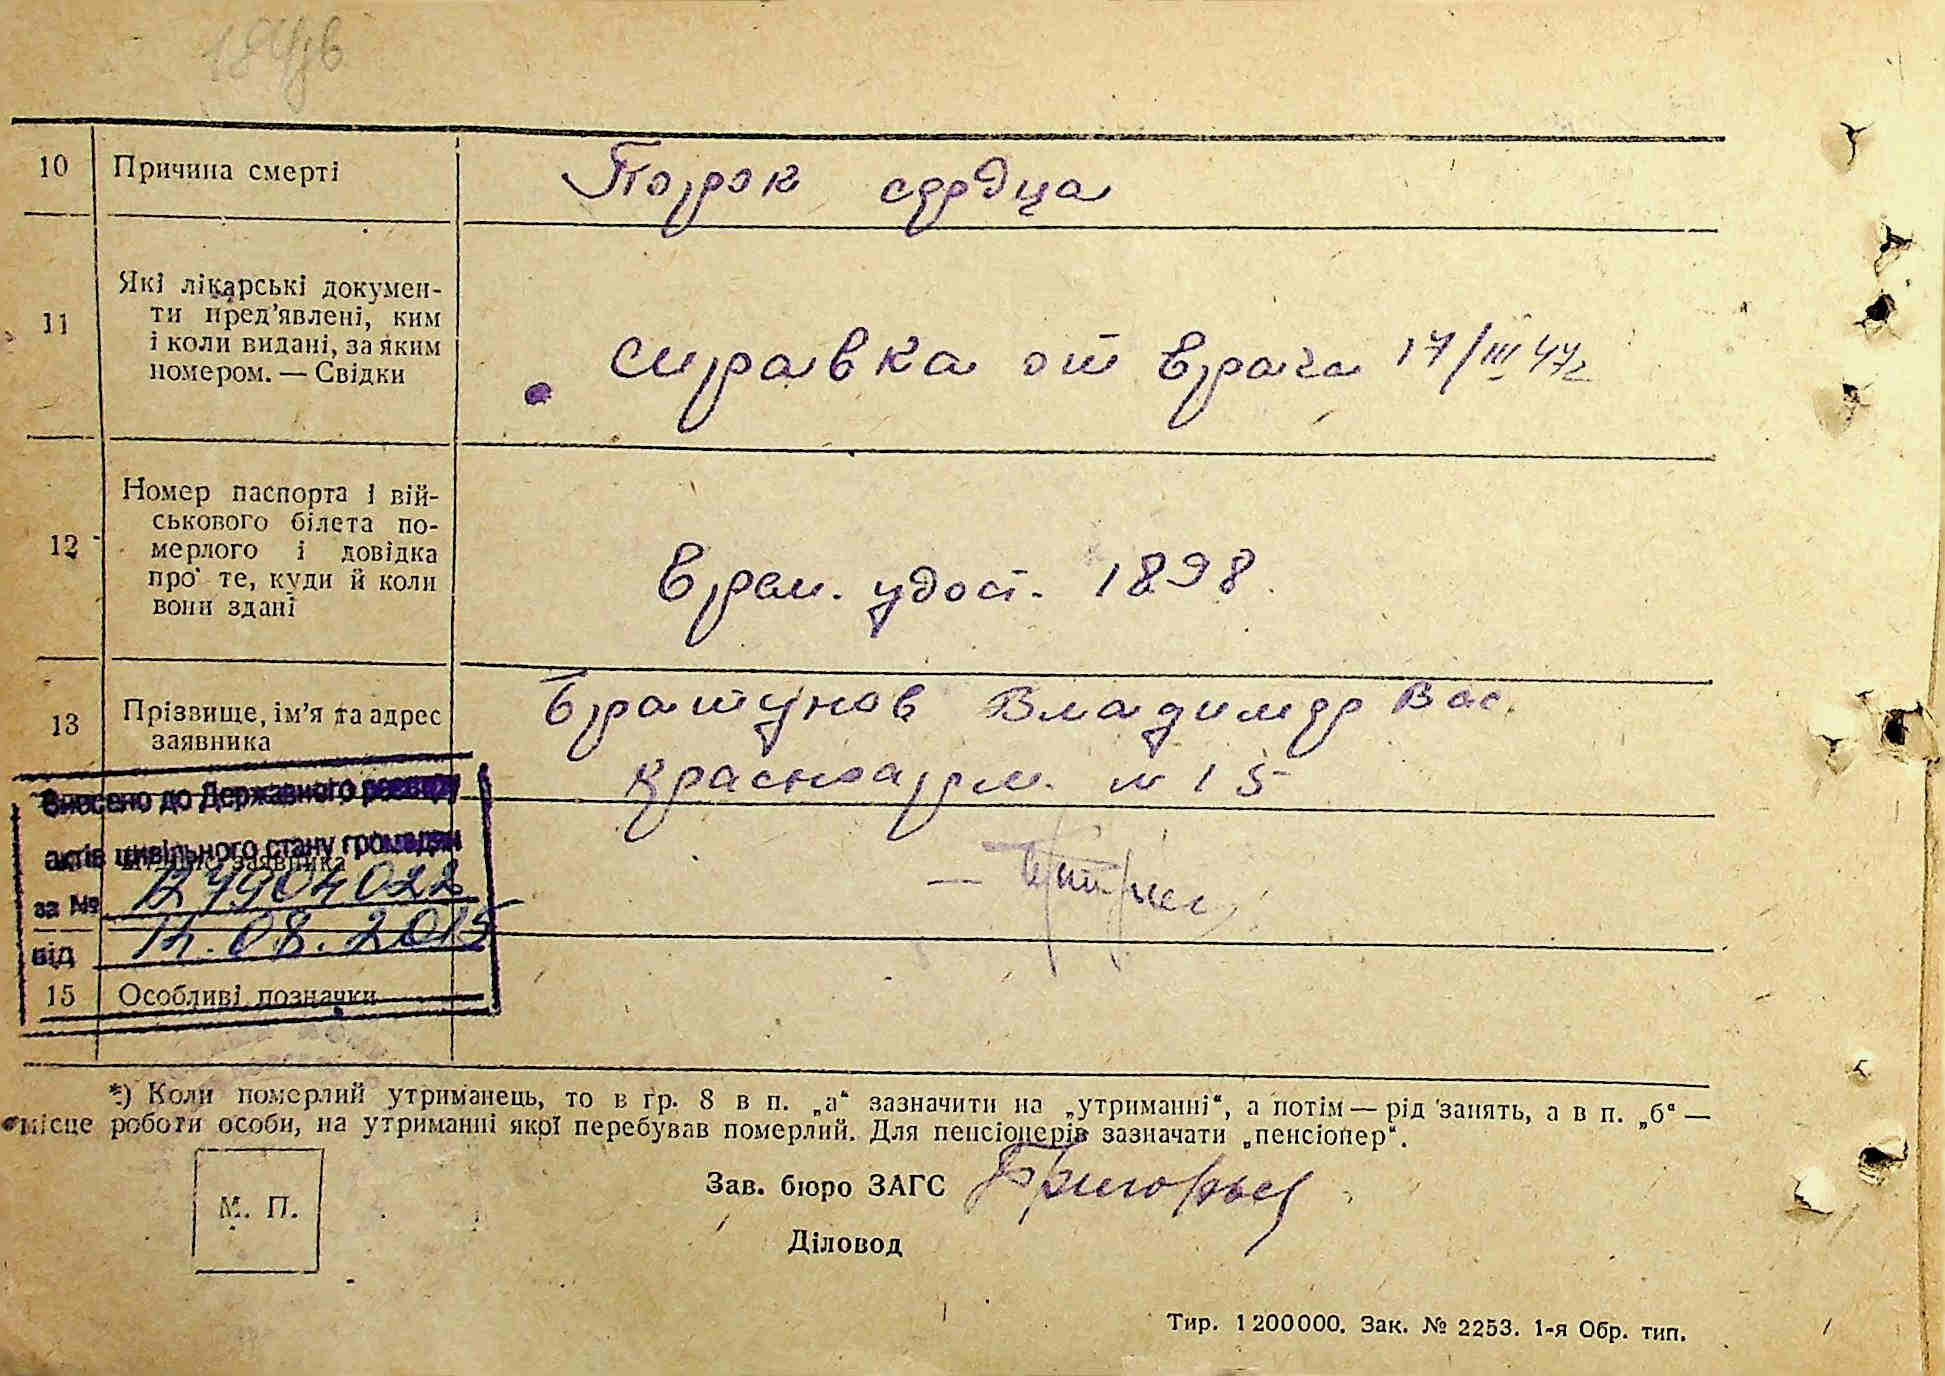 10 Причина смерті Порок сердца
11 Які лікарські докумен-
ти пред’явлені, ким
і коли видані, за яким
номером. — Свідки
справка от врача 17/III 47г
12 Номер паспорта і вій-
ськового білета по-
мерлого і довідка
про те, куди й коли
вони здані
врем. удост. 1898
13 Прізвище, ім’я та адрес
заявника
Братунов Владимир Вас.
Красноарм. № 15
Внесено до Державного реєстру
актів цивільного стану громадян
заявника
за №
від 14.08.2015
15 Особливі позначки
*) Коли померлий утриманець, то в гр. 8 в п. „а“ зазначити на „утриманні“, а потім — рід занять, а в п. „б“ —
місце роботи особи, на утриманні якої перебував померлий. Для пенсіонерів зазначати „пенсіонер“.
М. П.
Зав. бюро ЗАГС
Діловод
Тир. 1200000. Зак. № 2253. 1-я Обр. тип.